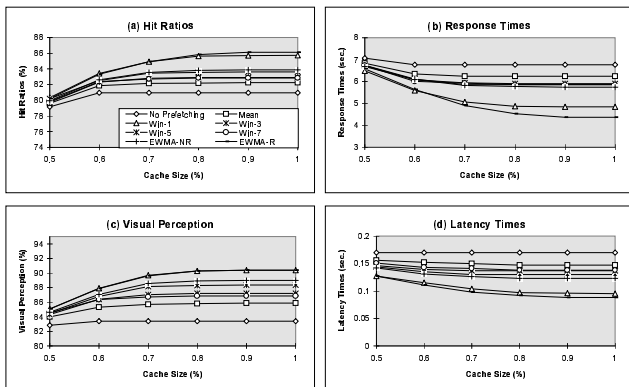 (a) Hit Ratios
Hit Ratios (%)
88
86
84
82
80
78
76
74
No Prefetching
Mean
Win-1
Win-3
Win-5
Win-7
EWMA-NR
EWMA-R
0.5 0.6 0.7 0.8 0.9 1
Cache Size (%)
(b) Response Times
Response Times (sec.)
8
7
6
5
4
3
0.5 0.6 0.7 0.8 0.9 1
Cache Size (%)
(c) Visual Perception
Visual Perception (%)
94
92
90
88
86
84
82
80
0.5 0.6 0.7 0.8 0.9 1
Cache Size (%)
(d) Latency Times
Latency Times (sec.)
0.2
0.15
0.1
0.05
0
0.5 0.6 0.7 0.8 0.9 1
Cache Size (%)